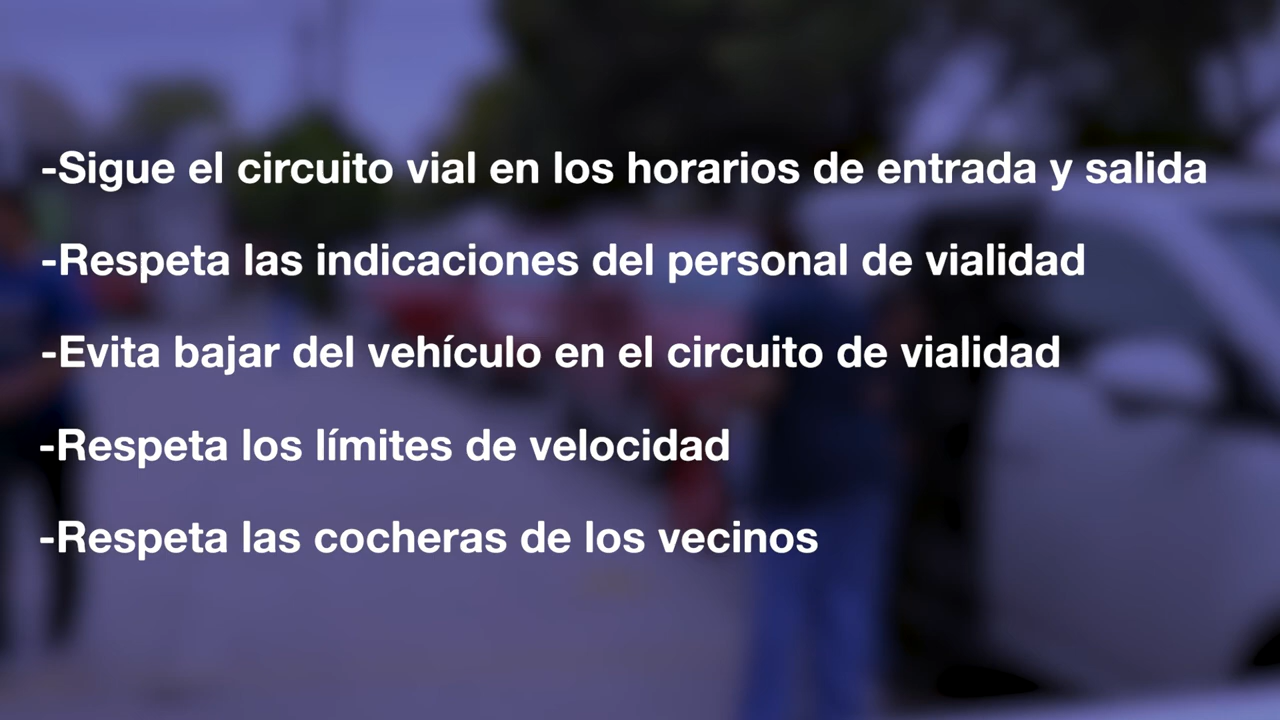 -Sigue el circuito vial en los horarios de entrada y salida
-Respeta las indicaciones del personal de vialidad
-Evita bajar del vehículo en el circuito de vialidad
-Respeta los límites de velocidad
-Respeta las cocheras de los vecinos